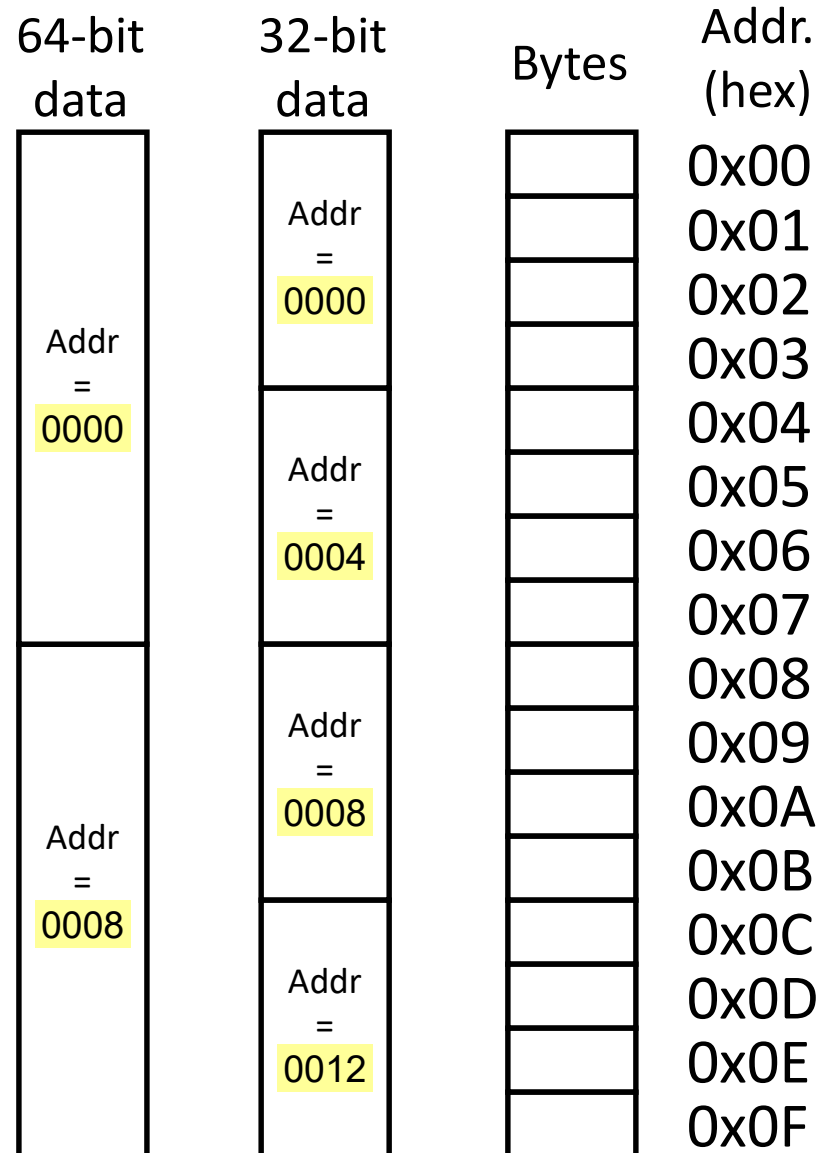 64-bit
data
32-bit
data
Bytes
Addr.
(hex)
Addr
=
0000
Addr
=
0008
Addr
=
0000
Addr
=
0004
Addr
=
0008
Addr
=
0012
0x00
0x01
0x02
0x03
0x04
0x05
0x06
0x07
0x08
0x09
0x0A
0x0B
0x0C
0x0D
0x0E
0x0F